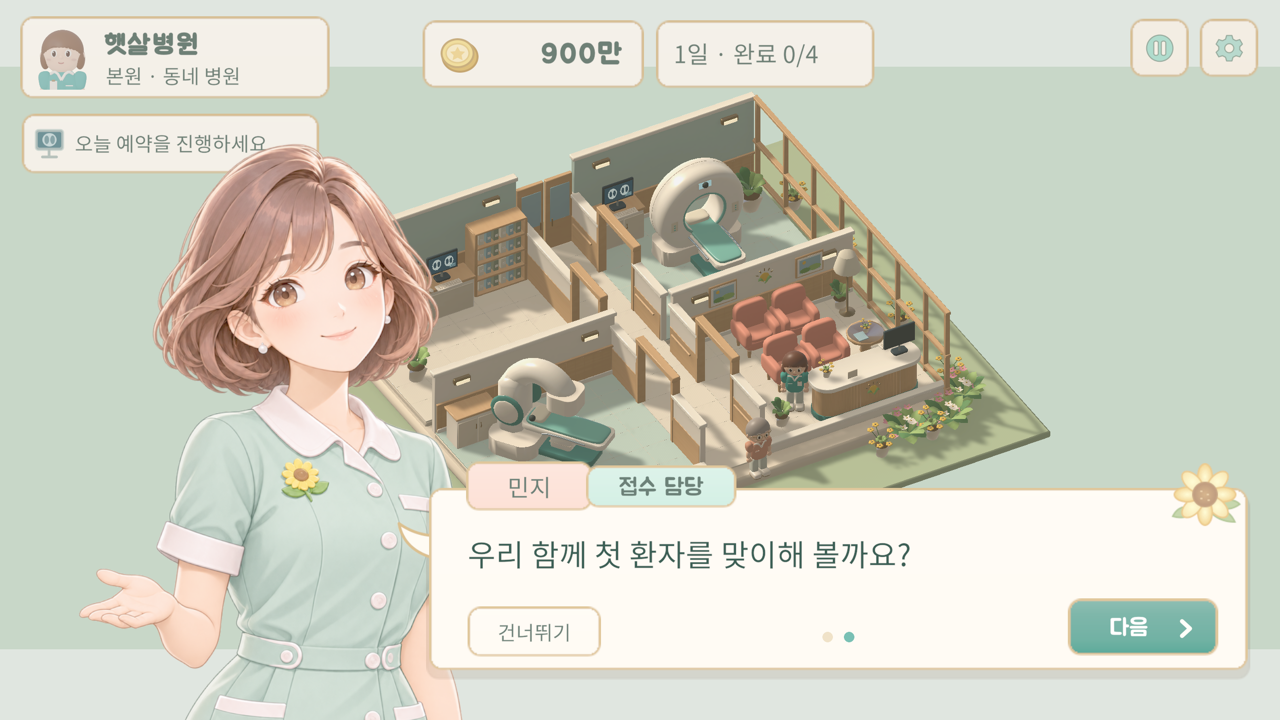 햇살병원
본원 · 동네 병원
900만
1일 · 완료 0/4
오늘 예약을 진행하세요
민지
접수 담당
우리 함께 첫 환자를 맞이해 볼까요?
건너뛰기
다음